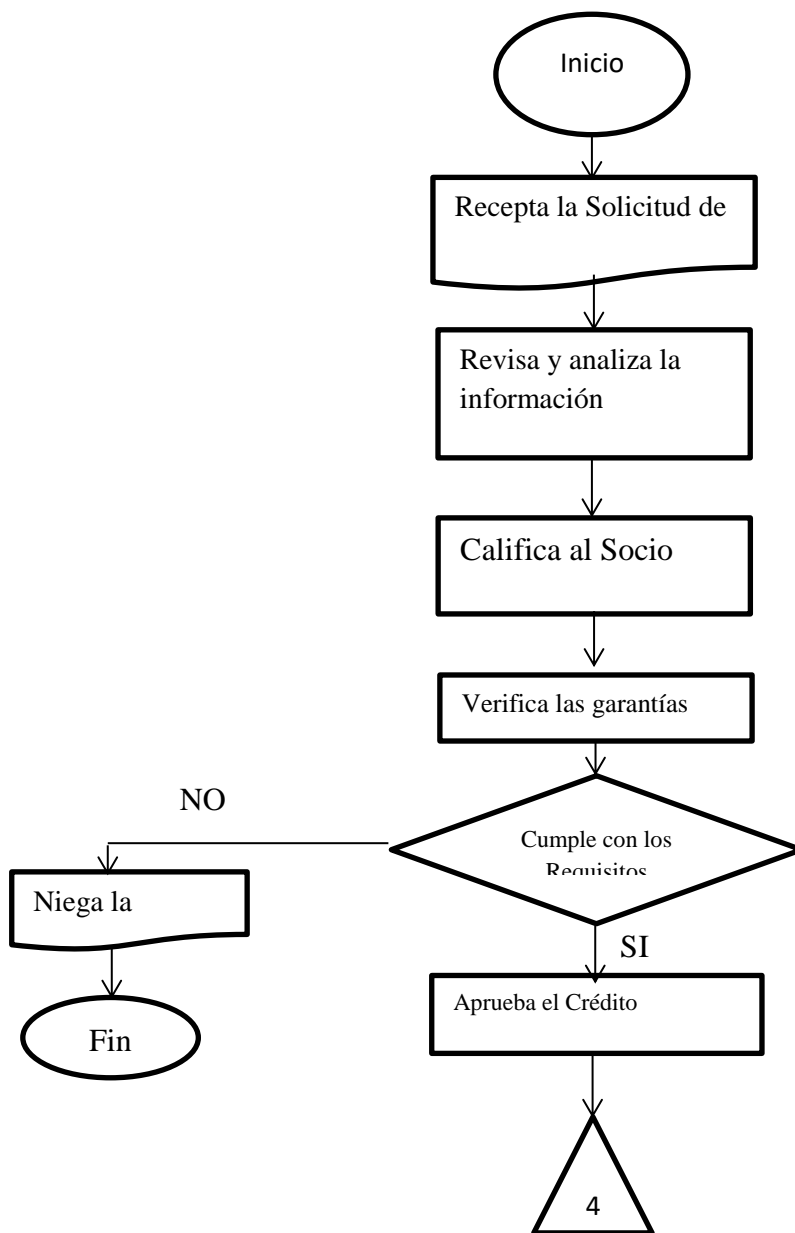 Inicio
Recepta la Solicitud de
Revisa y analiza la
información
Califica al Socio
Verifica las garantías
NO
Cumple con los
Requisitos
Niega la
SI
Aprueba el Crédito
Fin
4